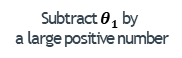 Subtract θ₁ by
a large positive number